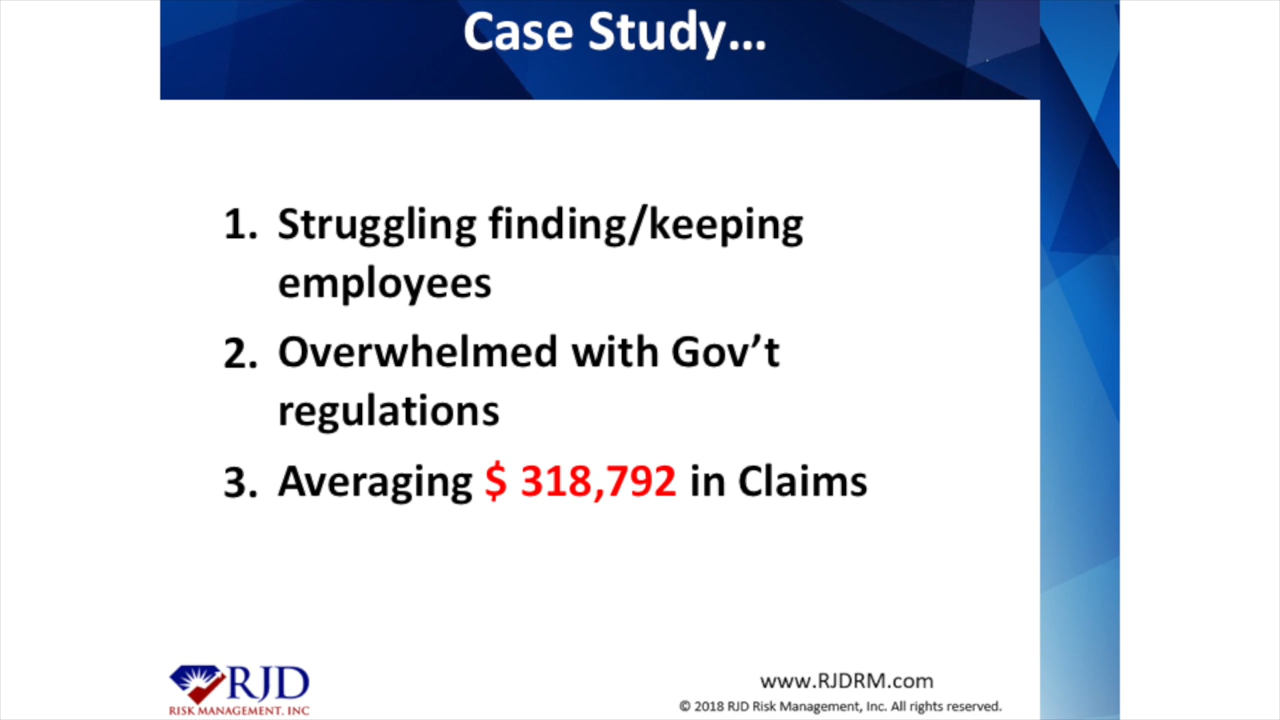 Case Study…
1. Struggling finding/keeping
employees
2. Overwhelmed with Gov’t
regulations
3. Averaging $ 318,792 in Claims
RJD
RISK MANAGEMENT, INC
www.RJDRM.com
© 2018 RJD Risk Management, Inc. All rights reserved.